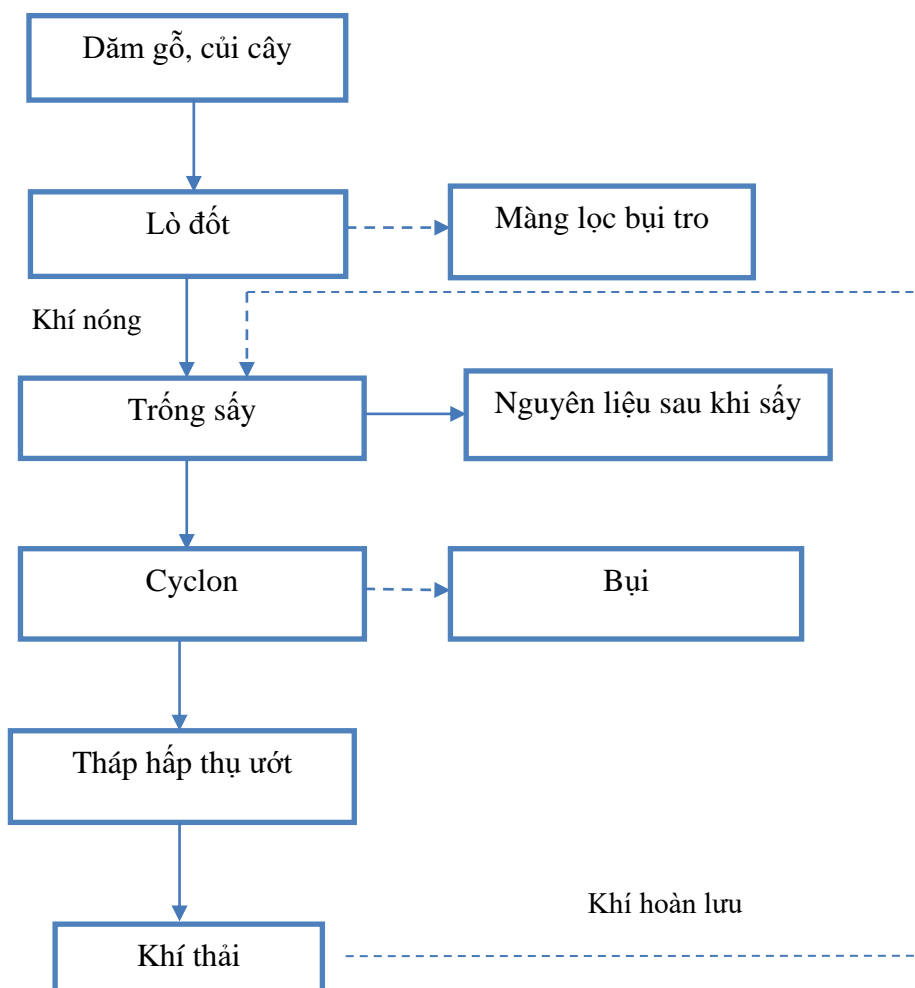 Dăm gỗ, củi cây
Lò đốt
Màng lọc bụi tro
Khí nóng
Trống sấy
Nguyên liệu sau khi sấy
Cyclon
Bụi
Tháp hấp thụ ướt
Khí hoàn lưu
Khí thải